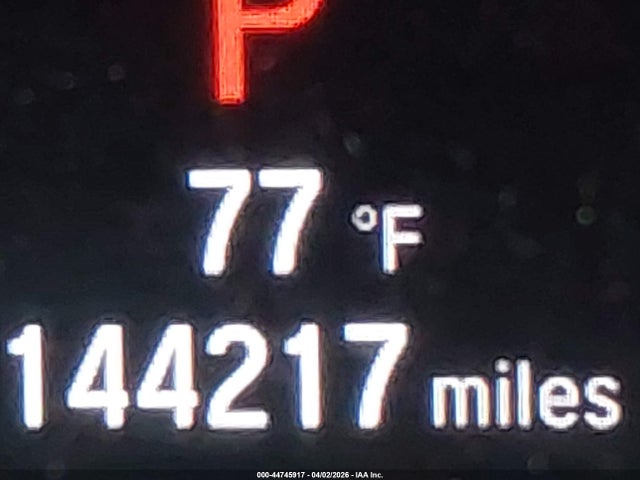 P
77 °F
144217 miles
000-44745917 - 04/02/2026 - IAA Inc.